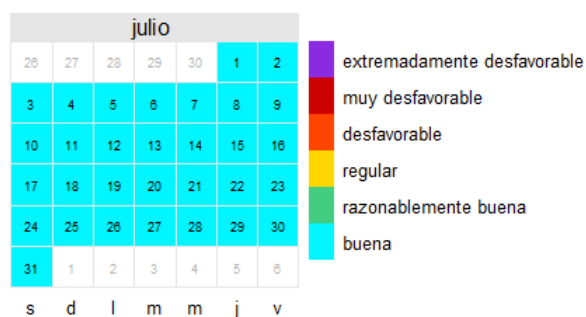 julio
26 27 28 29 30 1 2
3 4 5 6 7 8 9
10 11 12 13 14 15 16
17 18 19 20 21 22 23
24 25 26 27 28 29 30
31 1 2 3 4 5 6
s d l m m j v
extremadamente desfavorable
muy desfavorable
desfavorable
regular
razonablemente buena
buena